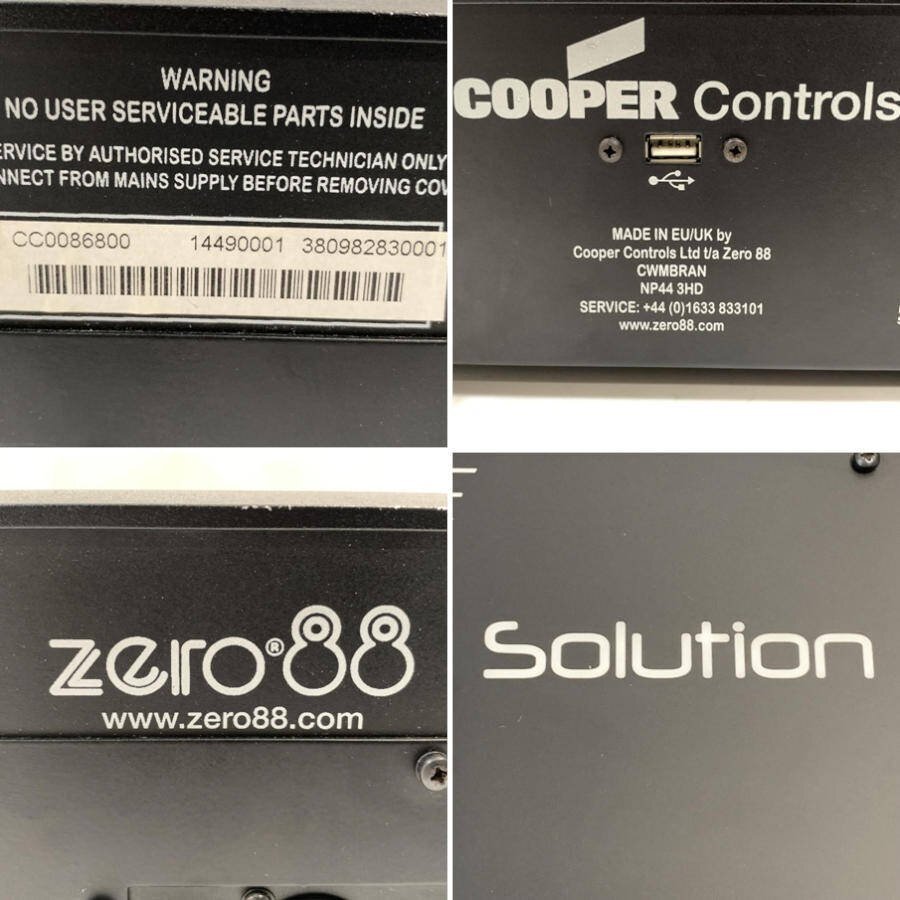 WARNING
NO USER SERVICEABLE PARTS INSIDE
ERVICE BY AUTHORISED SERVICE TECHNICIAN ONLY
NNECT FROM MAINS SUPPLY BEFORE REMOVING COV
CC0086800 14490001 380982830001
COOPER Controls
MADE IN EU/UK by
Cooper Controls Ltd t/a Zero 88
CWMBRAN
NP44 3HD
SERVICE: +44 (0)1633 833101
www.zero88.com
zero®88
www.zero88.com
Solution